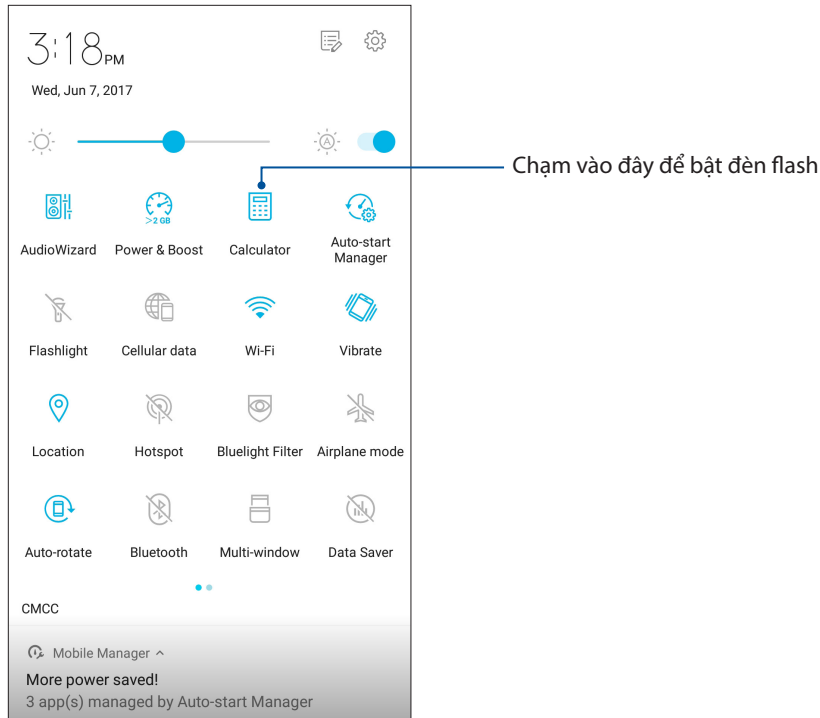 3:18 PM
Wed, Jun 7, 2017
A
Chạm vào đây để bật đèn flash
>2 GB
AudioWizard Power & Boost Calculator Auto-start Manager
Flashlight Cellular data Wi-Fi Vibrate
Location Hotspot Bluelight Filter Airplane mode
Auto-rotate Bluetooth Multi-window Data Saver
CMCC
Mobile Manager
More power saved!
3 app(s) managed by Auto-start Manager